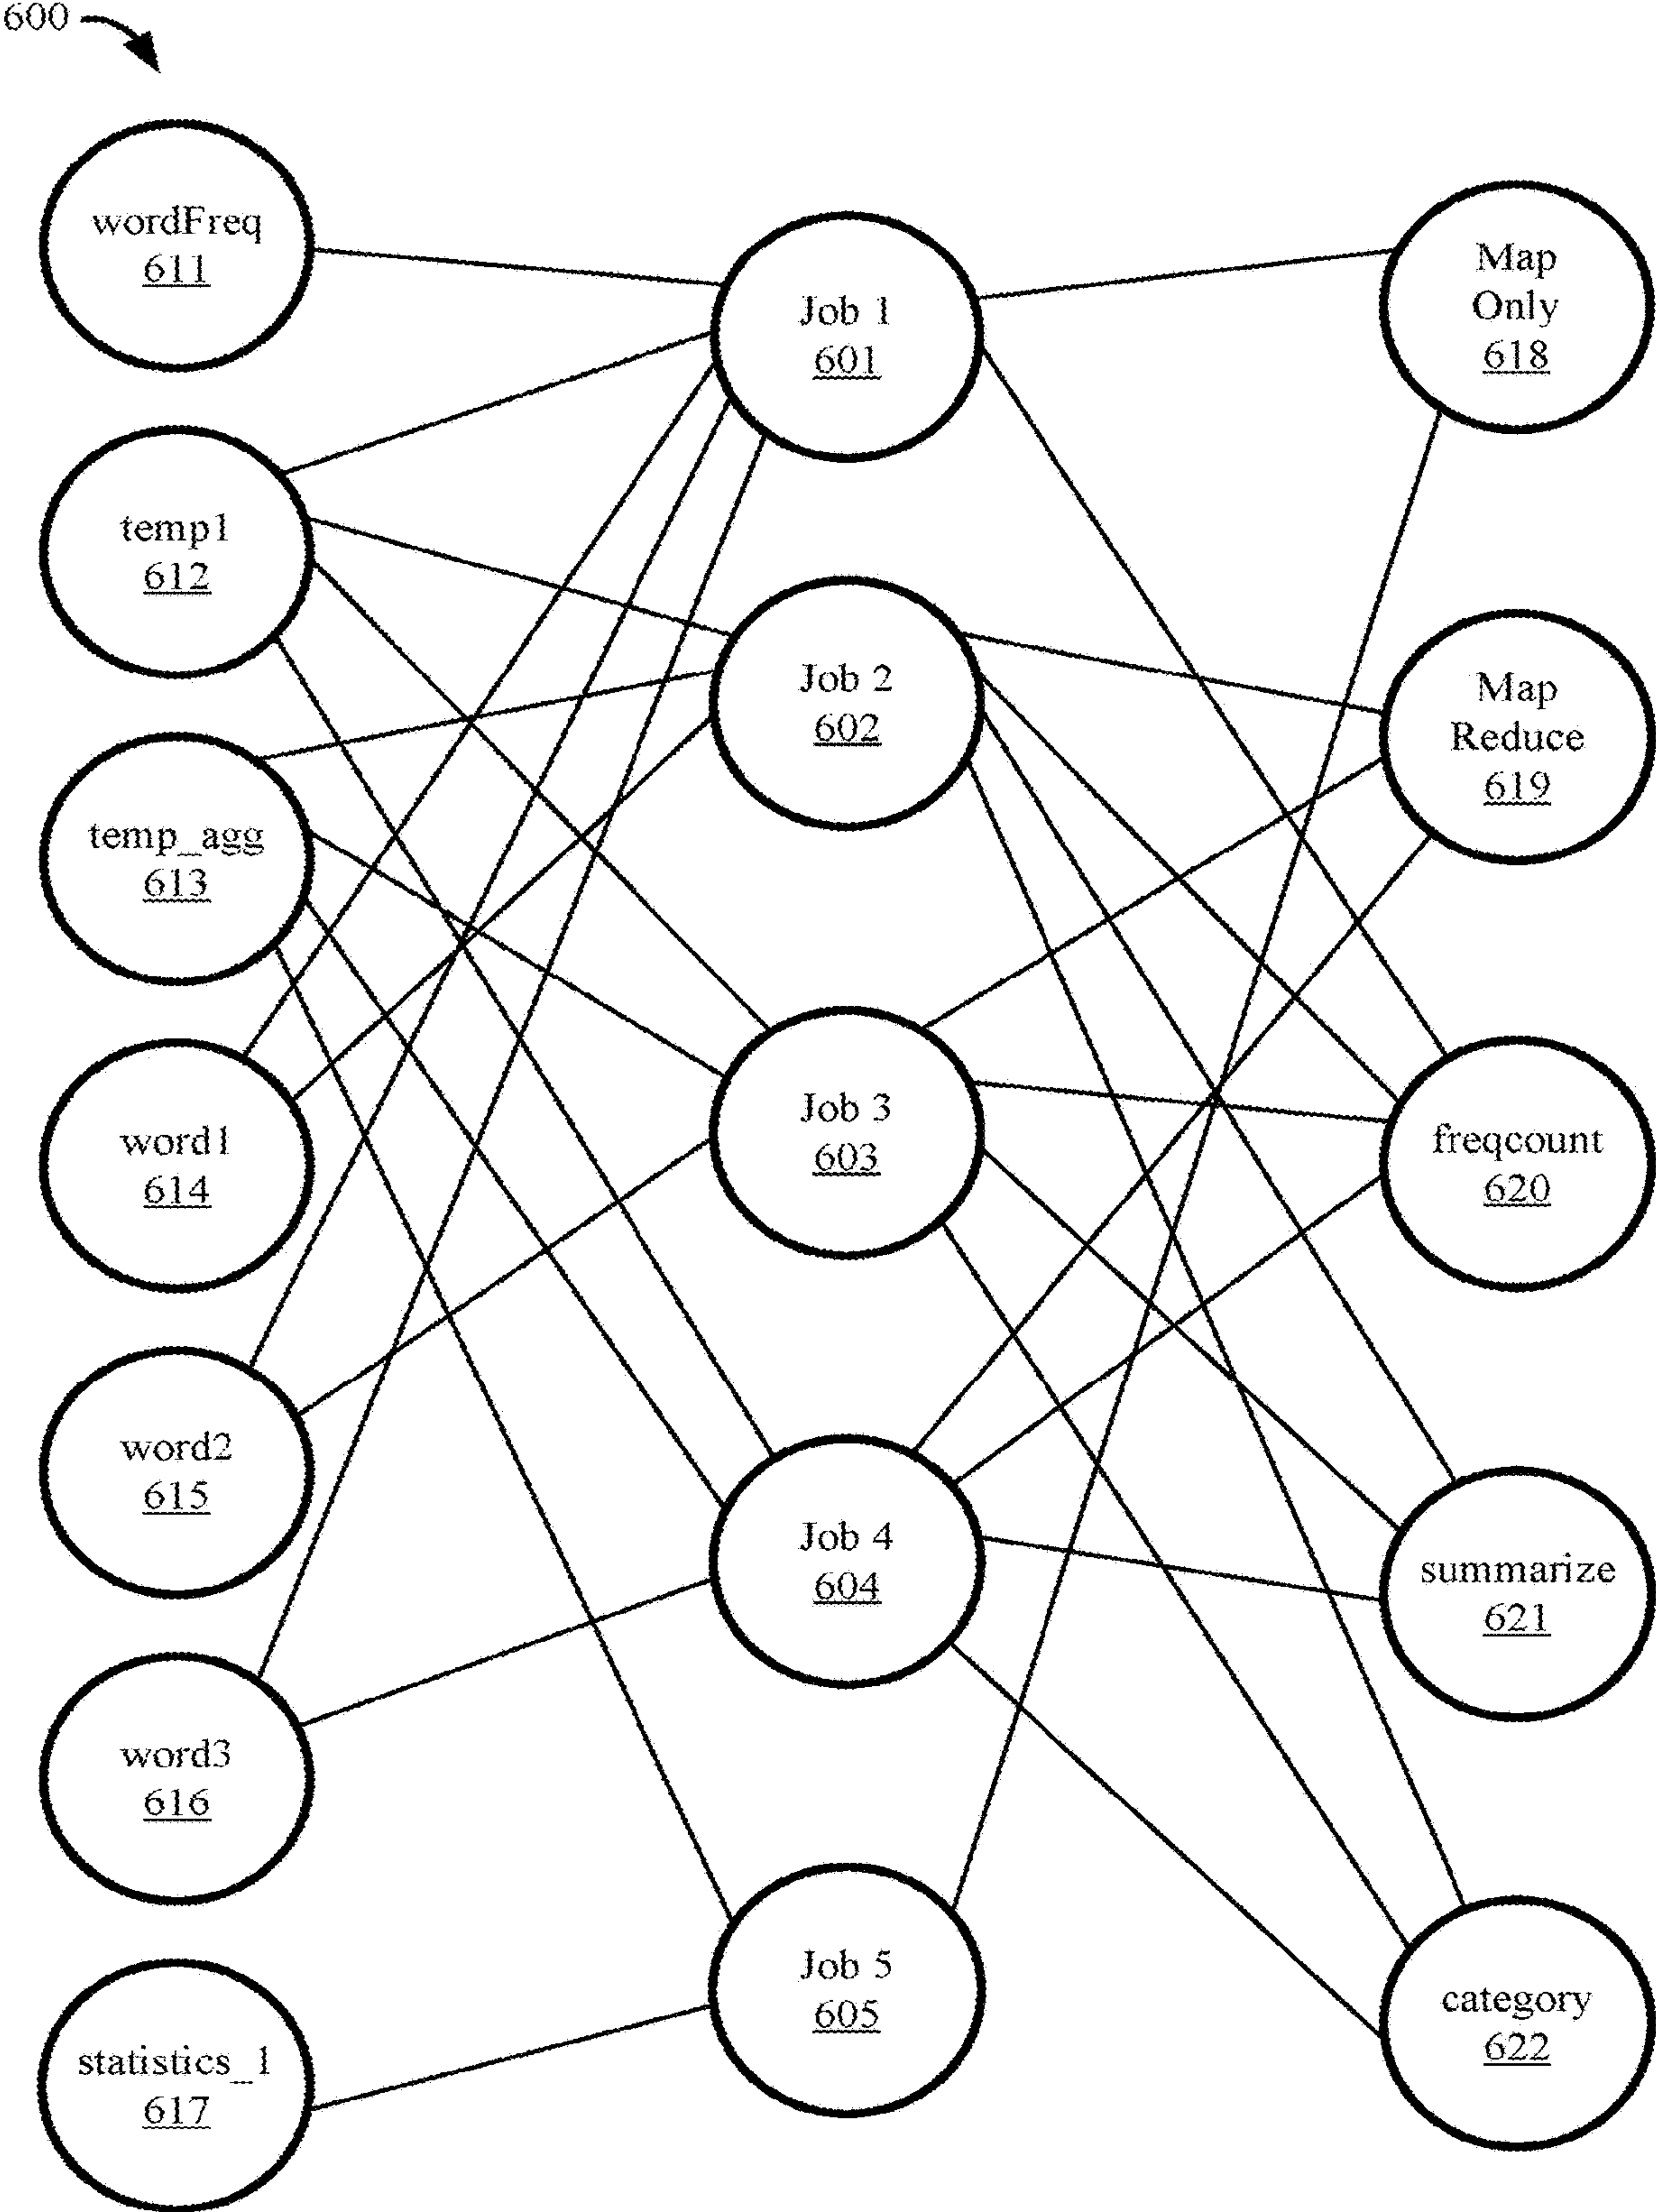 600
wordFreq
611
temp1
612
temp_agg
613
word1
614
word2
615
word3
616
statistics_1
617
Job 1
601
Job 2
602
Job 3
603
Job 4
604
Job 5
605
Map
Only
618
Map
Reduce
619
freqcount
620
summarize
621
category
622